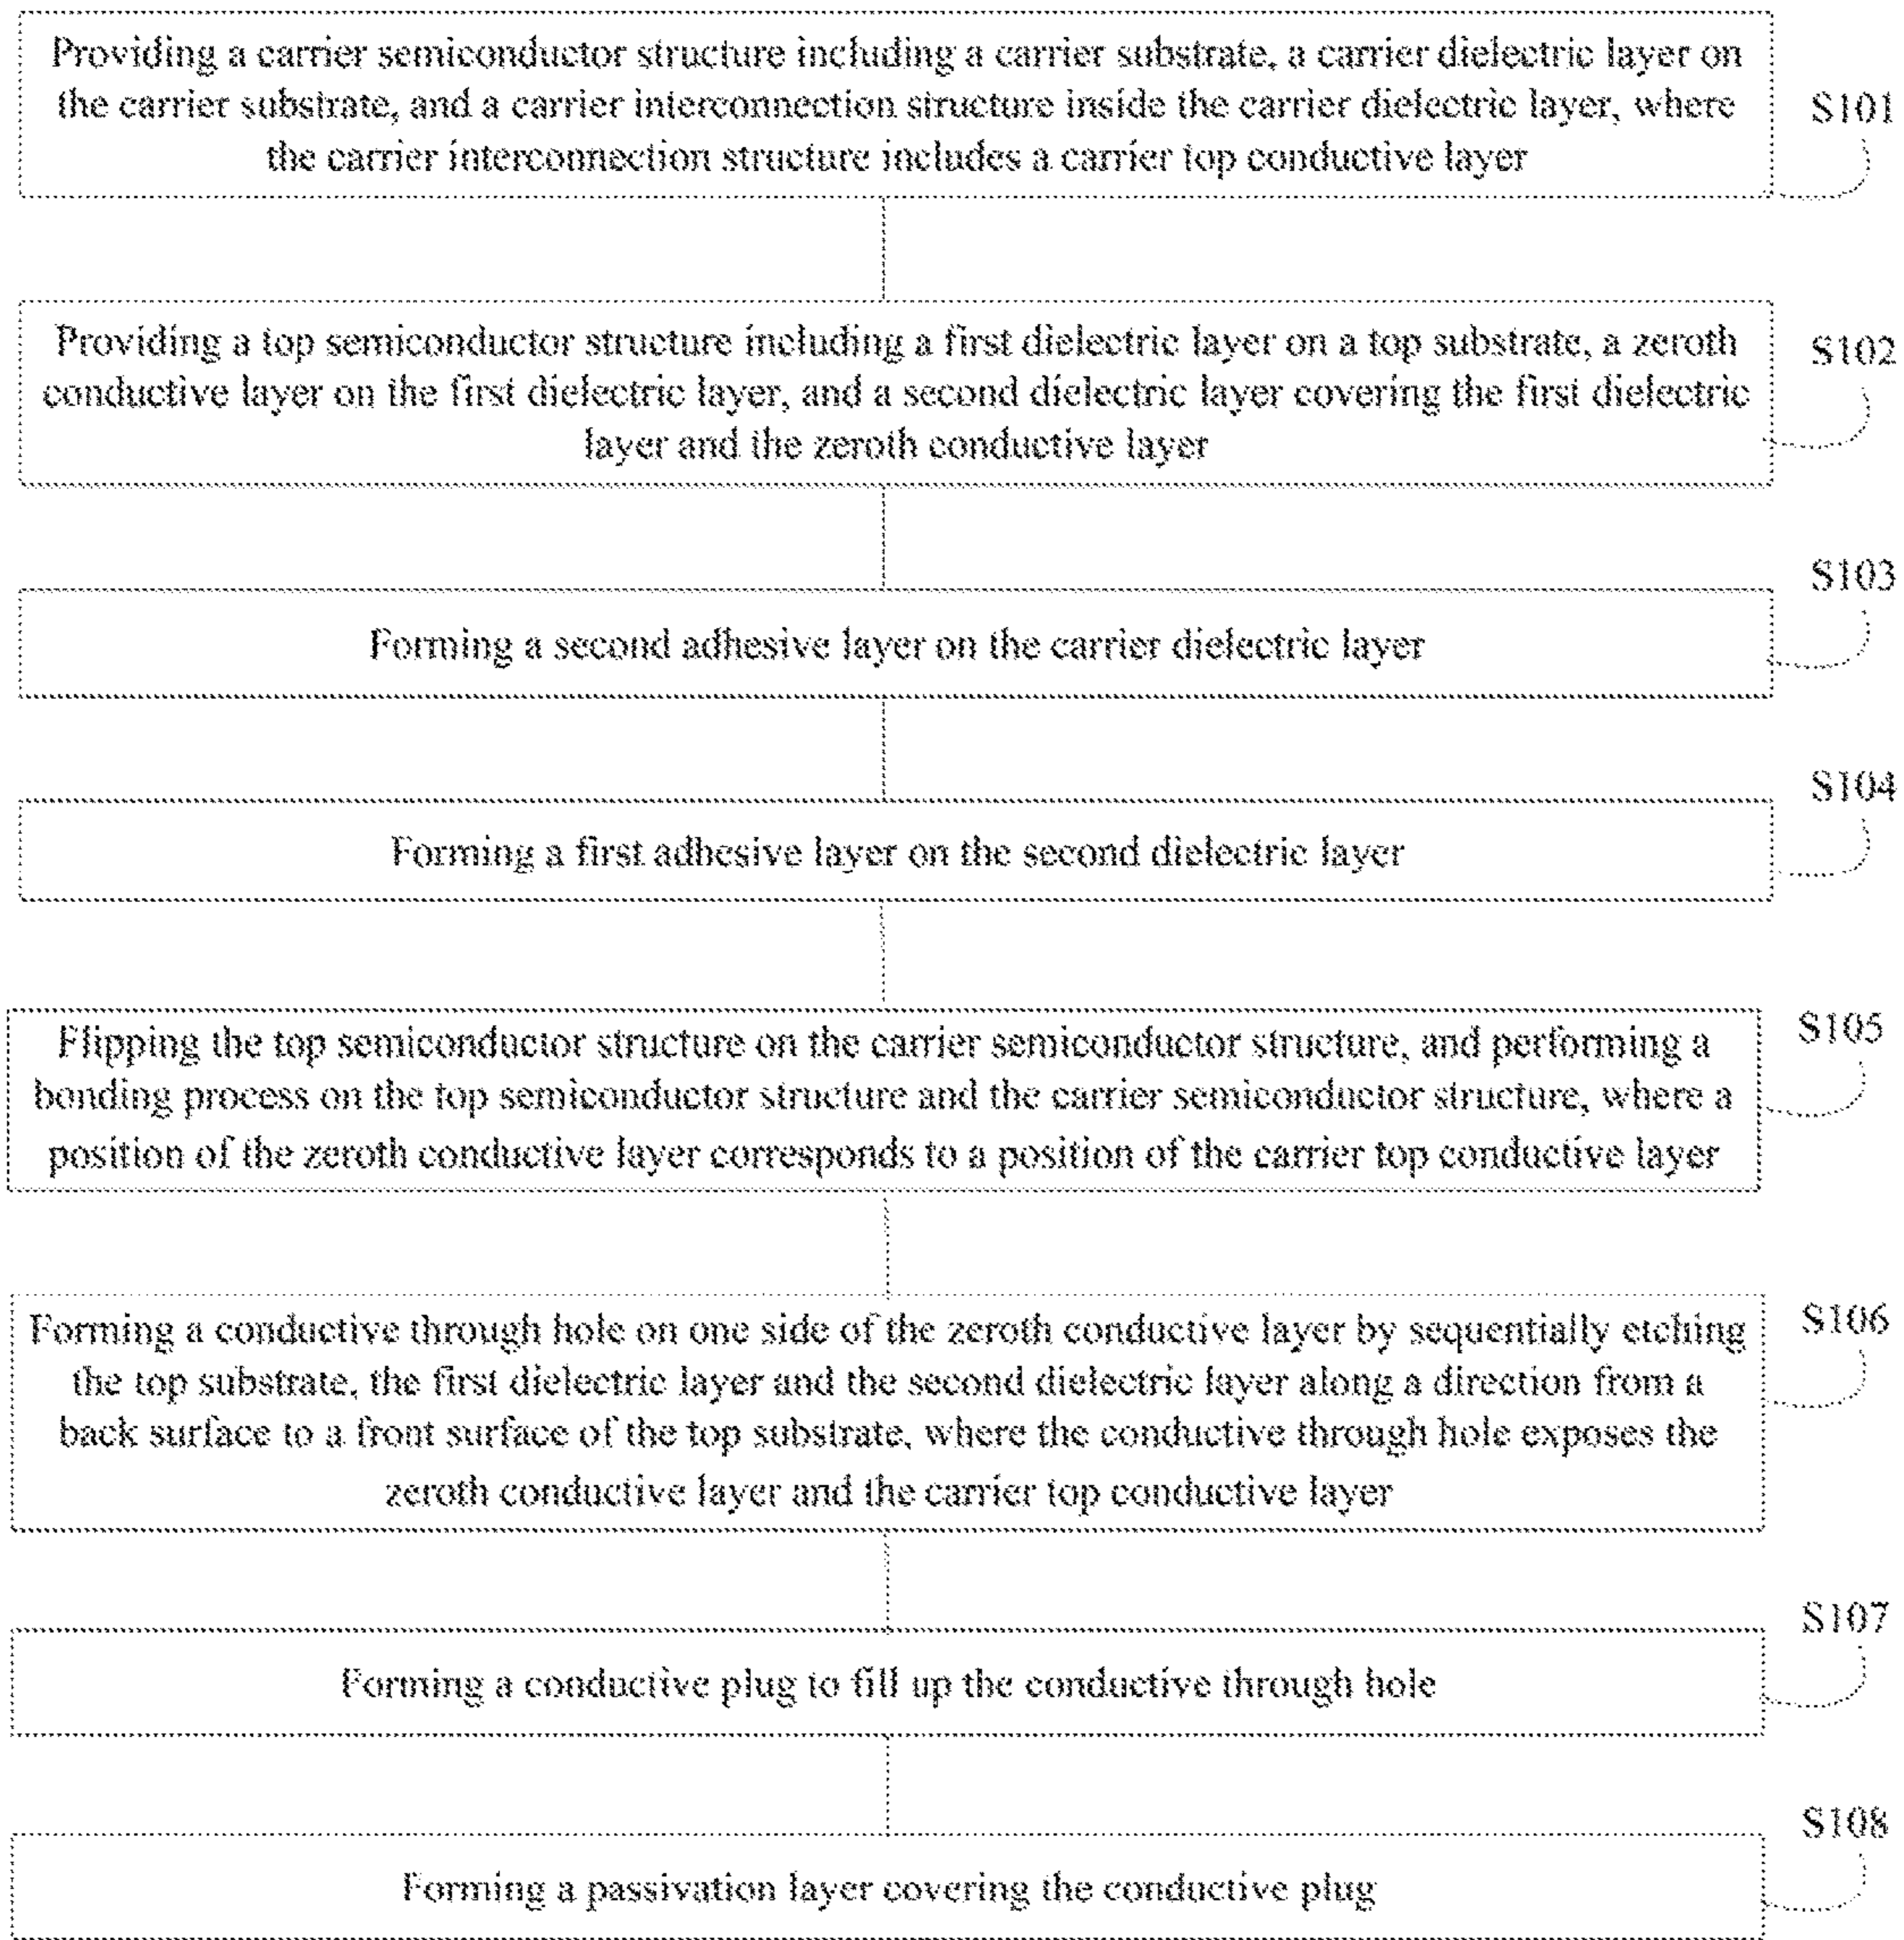 Providing a carrier semiconductor structure including a carrier substrate, a carrier dielectric layer on
the carrier substrate, and a carrier interconnection structure inside the carrier dielectric layer, where
the carrier interconnection structure includes a carrier top conductive layer
S101
Providing a top semiconductor structure including a first dielectric layer on a top substrate, a zeroth
conductive layer on the first dielectric layer, and a second dielectric layer covering the first dielectric
layer and the zeroth conductive layer
S102
S103
Forming a second adhesive layer on the carrier dielectric layer
S104
Forming a first adhesive layer on the second dielectric layer
S105
Flipping the top semiconductor structure on the carrier semiconductor structure, and performing a
bonding process on the top semiconductor structure and the carrier semiconductor structure, where a
position of the zeroth conductive layer corresponds to a position of the carrier top conductive layer
S106
Forming a conductive through hole on one side of the zeroth conductive layer by sequentially etching
the top substrate, the first dielectric layer and the second dielectric layer along a direction from a
back surface to a front surface of the top substrate, where the conductive through hole exposes the
zeroth conductive layer and the carrier top conductive layer
S107
Forming a conductive plug to fill up the conductive through hole
S108
Forming a passivation layer covering the conductive plug